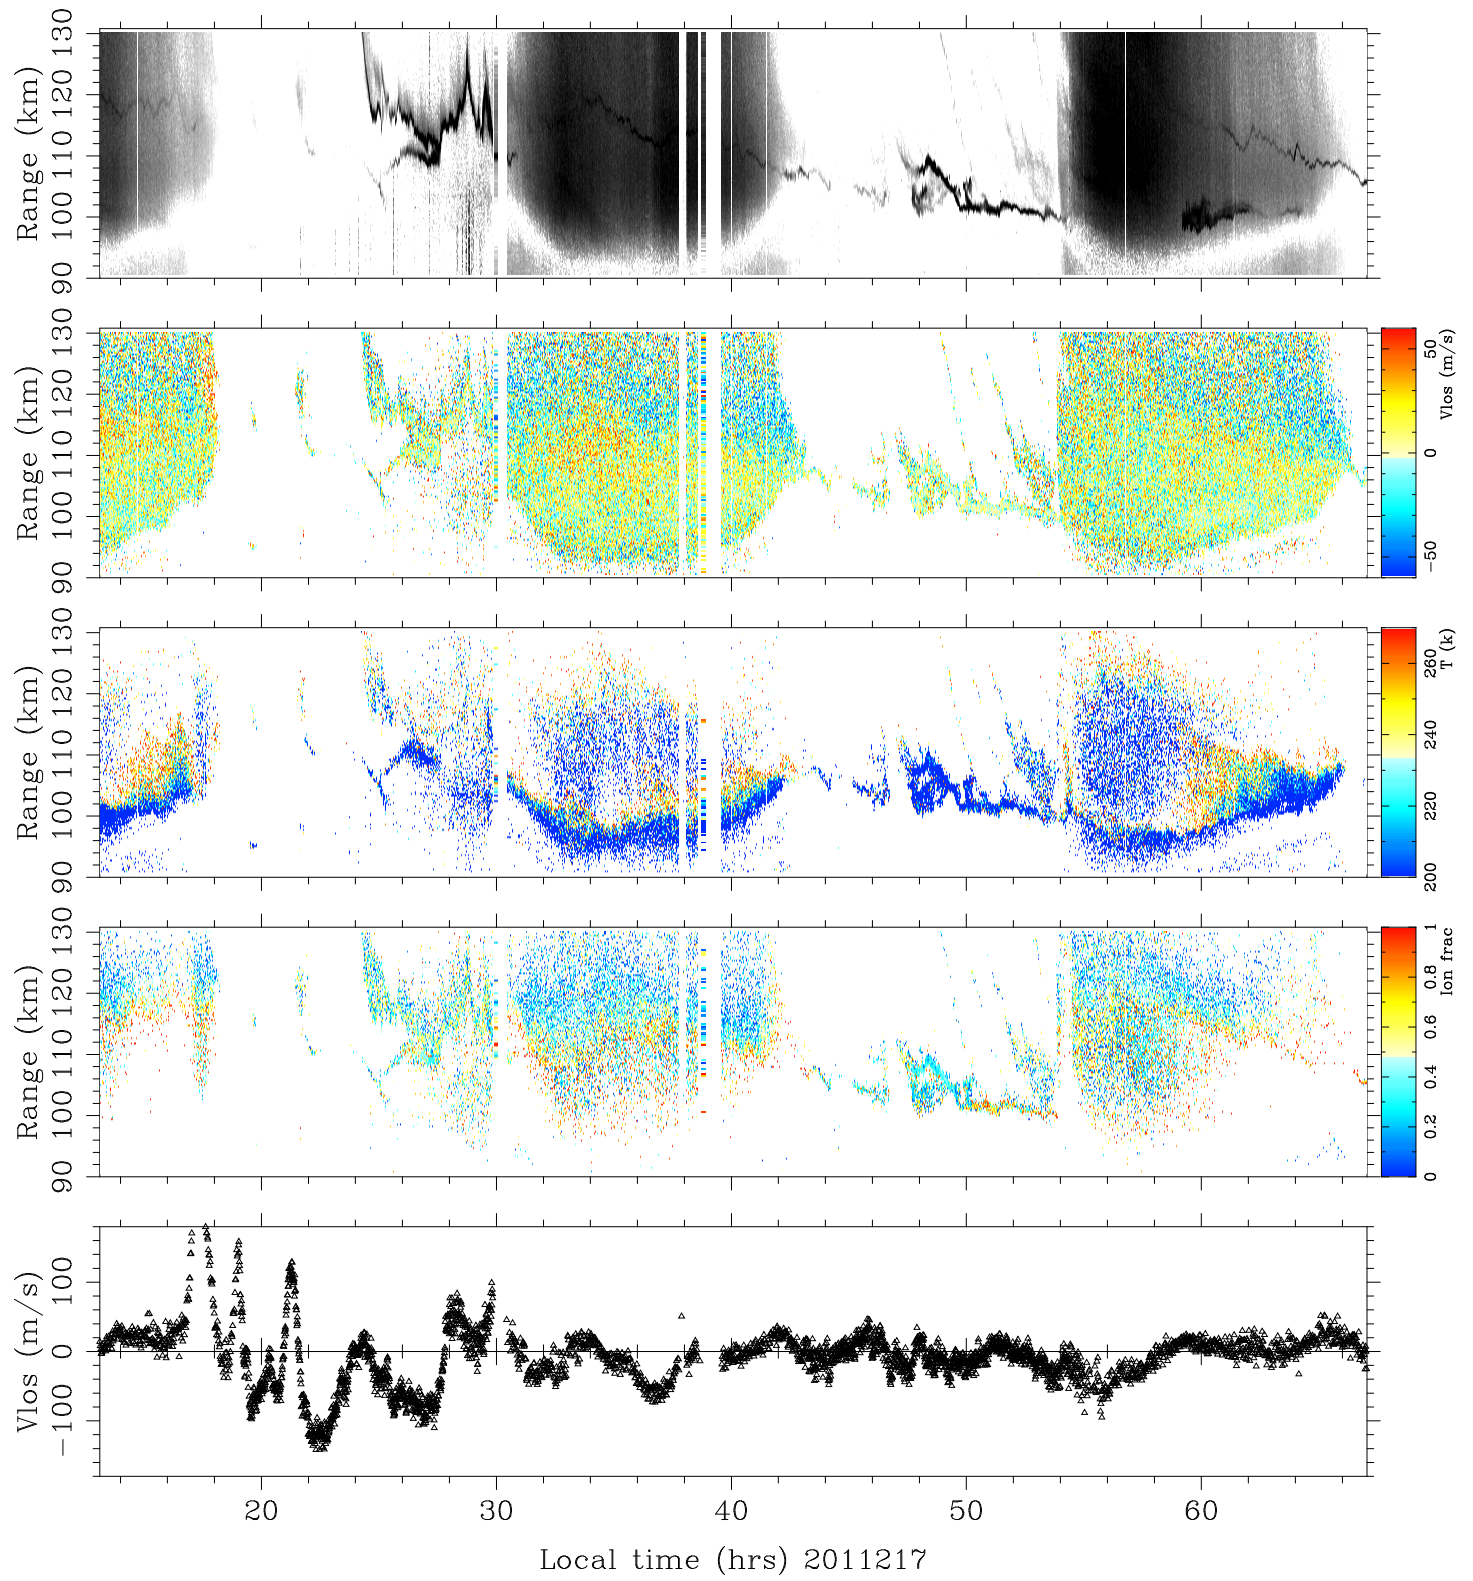 Range (km)
90 100 110 120 130
Range (km)
90 100 110 120 130
Vlos (m/s)
−50 0 50
Range (km)
90 100 110 120 130
T (k)
200 220 240 260
Range (km)
90 100 110 120 130
Ion frac
0 0.2 0.4 0.6 0.8 1
Vlos (m/s)
−100 0 100
20 30 40 50 60
Local time (hrs) 2011217